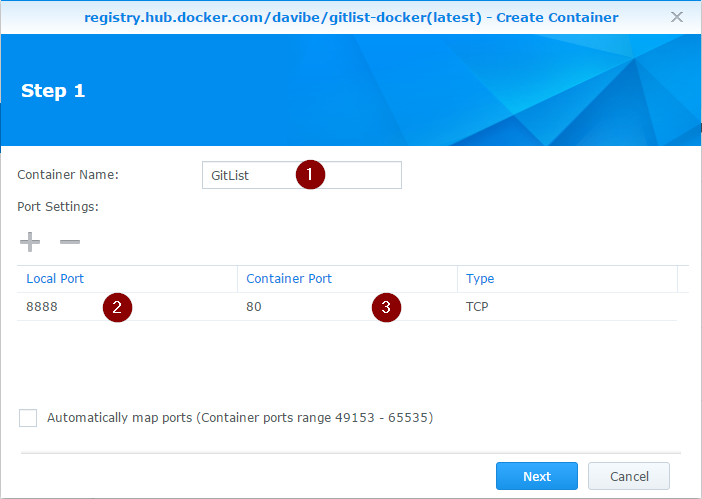 registry.hub.docker.com/davibe/gitlist-docker(latest) - Create Container
Step 1
Container Name: GitList 1
Port Settings:
Local Port Container Port Type
8888 2 80 3 TCP
Automatically map ports (Container ports range 49153 - 65535)
Next Cancel